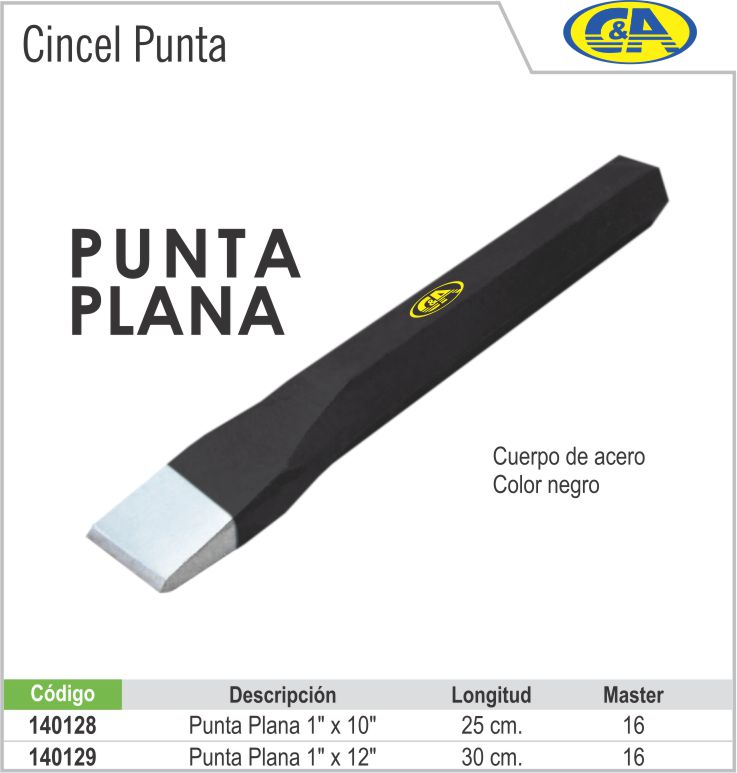 Cincel Punta
C&A
PUNTA
PLANA
C&A
Cuerpo de acero
Color negro
Código Descripción Longitud Master
140128 Punta Plana 1" x 10" 25 cm. 16
140129 Punta Plana 1" x 12" 30 cm. 16